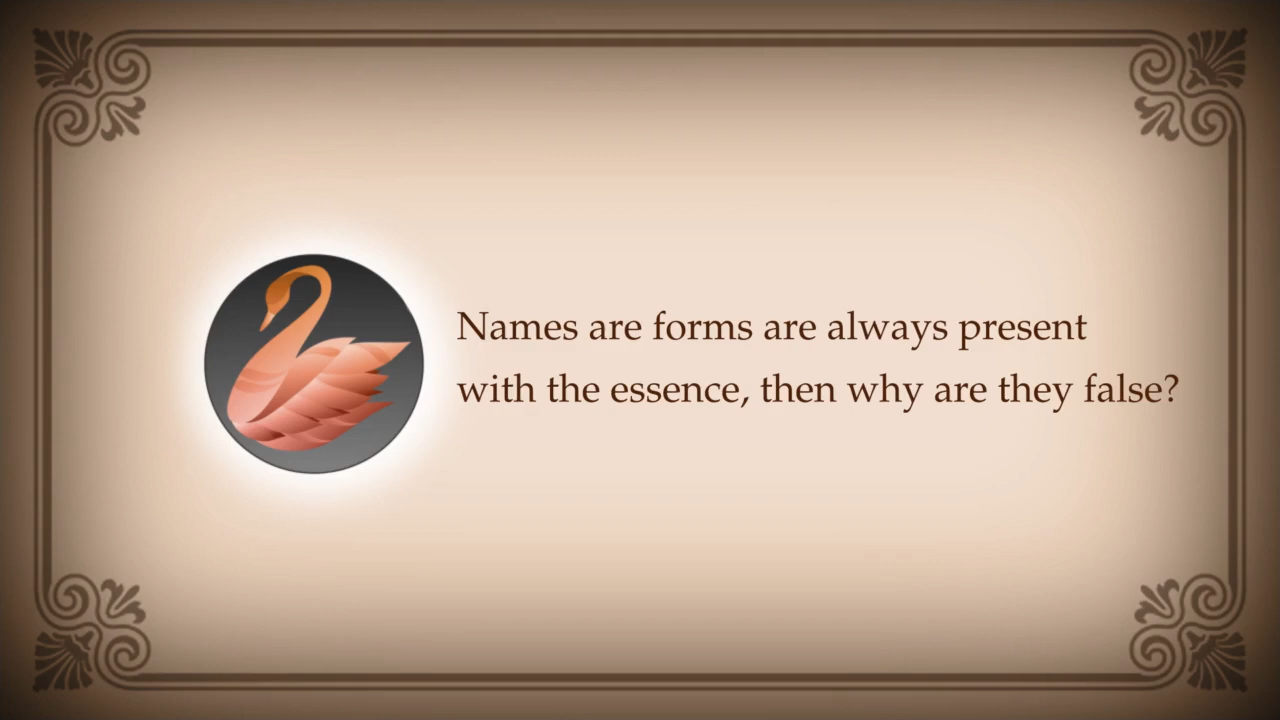 Names are forms are always present
with the essence, then why are they false?